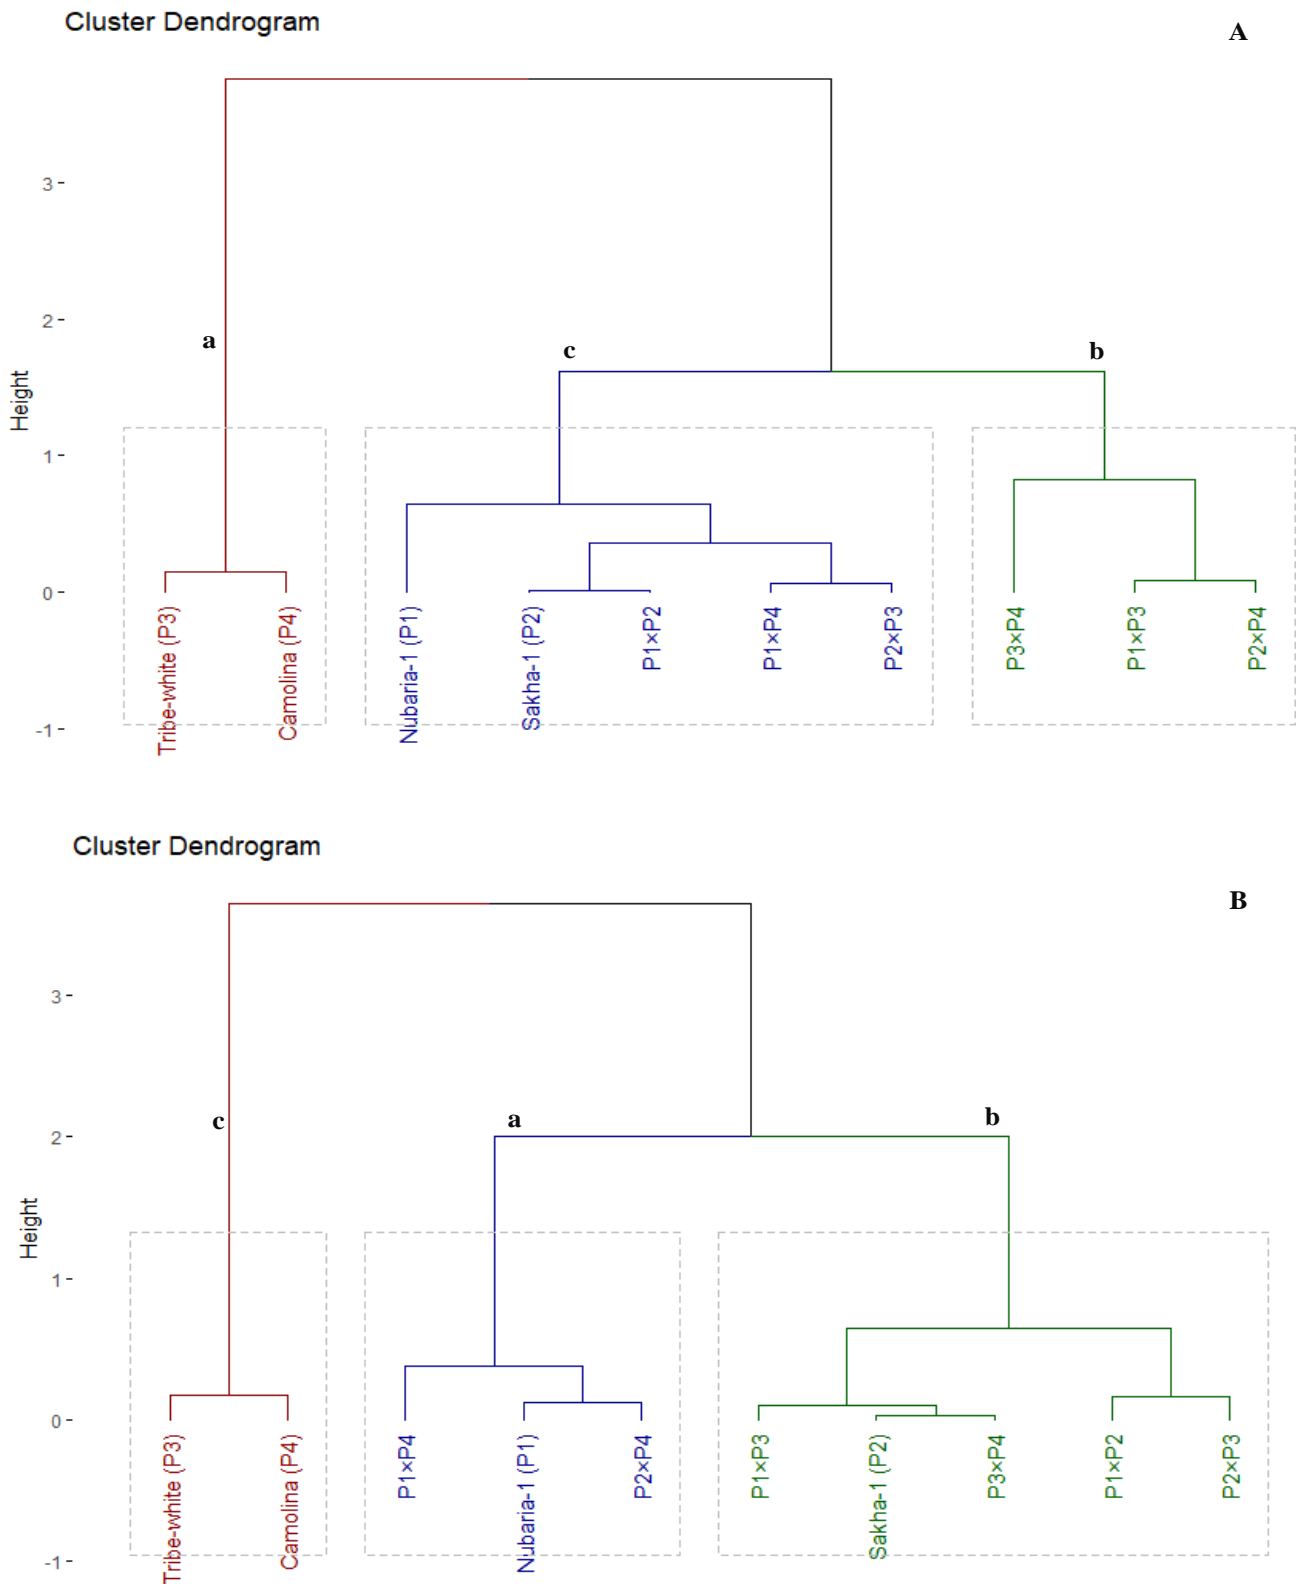 Cluster Dendrogram
A
3
2
1
0
-1
Height
a
c
b
Tribe-white (P3)
Camolina (P4)
Nubaria-1 (P1)
Sakha-1 (P2)
P1×P2
P1×P4
P2×P3
P3×P4
P1×P3
P2×P4
Cluster Dendrogram
B
3
2
1
0
-1
Height
c
a
b
Tribe-white (P3)
Camolina (P4)
P1×P4
Nubaria-1 (P1)
P2×P4
P1×P3
Sakha-1 (P2)
P3×P4
P1×P2
P2×P3